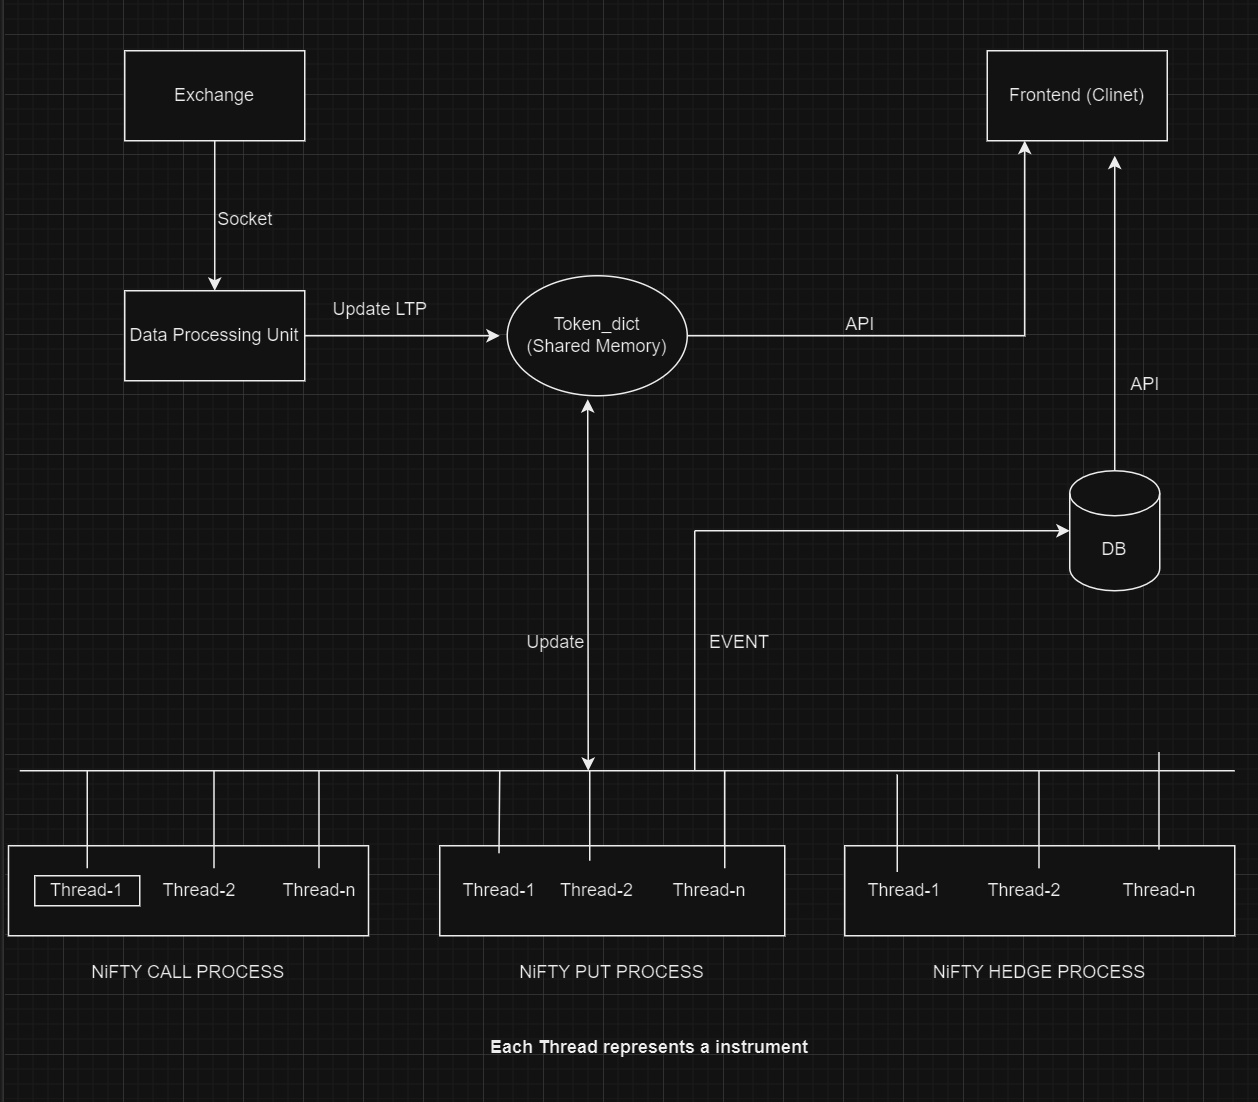 Exchange
Frontend (Clinet)
Socket
Update LTP
Data Processing Unit
Token_dict
(Shared Memory)
API
API
DB
Update
EVENT
Thread-1
Thread-2
Thread-n
Thread-1
Thread-2
Thread-n
Thread-1
Thread-2
Thread-n
NiFTY CALL PROCESS
NiFTY PUT PROCESS
NiFTY HEDGE PROCESS
Each Thread represents a instrument